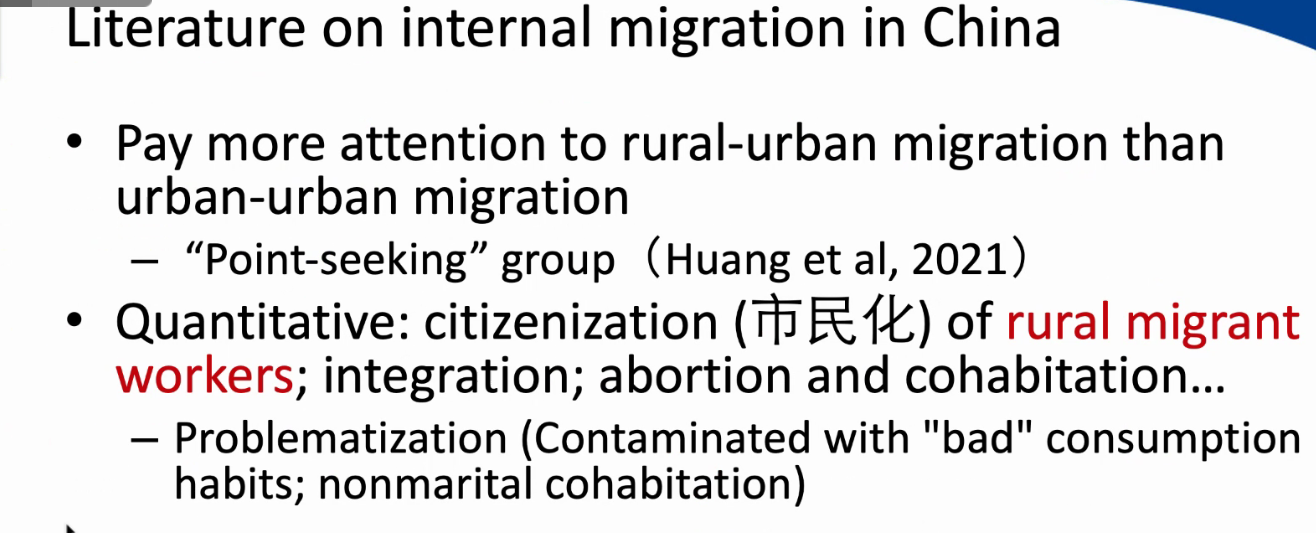 Literature on internal migration in China
• Pay more attention to rural-urban migration than
urban-urban migration
– “Point-seeking” group（Huang et al, 2021）
• Quantitative: citizenization (市民化) of rural migrant
workers; integration; abortion and cohabitation...
– Problematization (Contaminated with "bad" consumption
habits; nonmarital cohabitation)